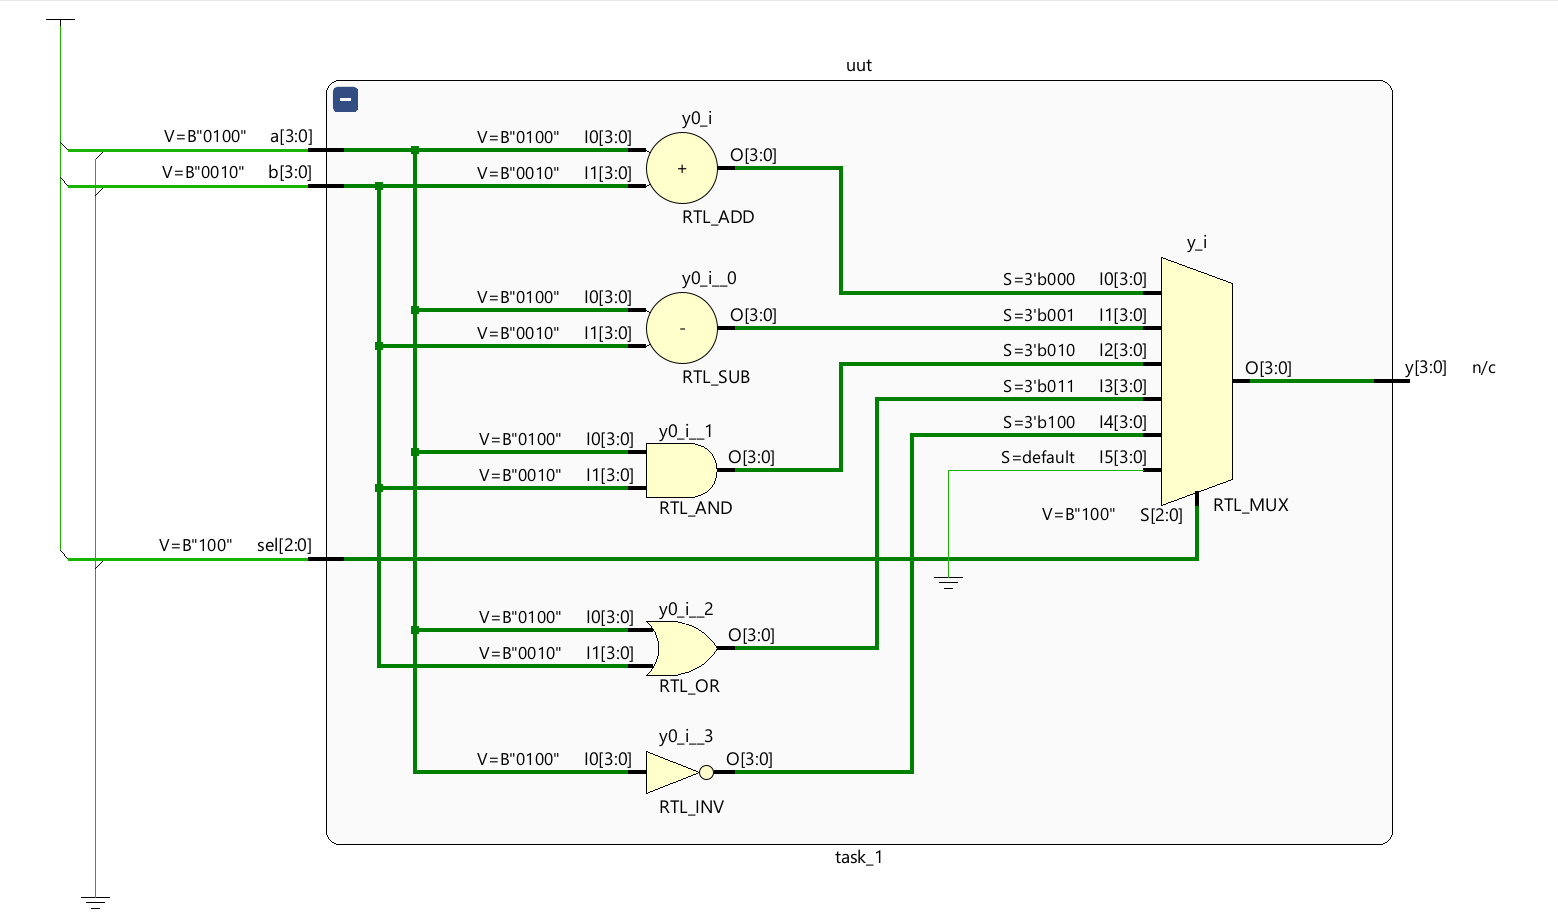 uut
V=B"0100" a[3:0]
V=B"0010" b[3:0]
V=B"0100" I0[3:0]
V=B"0010" I1[3:0]
y0_i
+
O[3:0]
RTL_ADD
V=B"0100" I0[3:0]
V=B"0010" I1[3:0]
y0_i__0
-
O[3:0]
RTL_SUB
V=B"0100" I0[3:0]
V=B"0010" I1[3:0]
y0_i__1
O[3:0]
RTL_AND
V=B"100" sel[2:0]
V=B"0100" I0[3:0]
V=B"0010" I1[3:0]
y0_i__2
O[3:0]
RTL_OR
V=B"0100" I0[3:0]
y0_i__3
O[3:0]
RTL_INV
y_i
S=3'b000 I0[3:0]
S=3'b001 I1[3:0]
S=3'b010 I2[3:0]
S=3'b011 I3[3:0]
S=3'b100 I4[3:0]
S=default I5[3:0]
V=B"100" S[2:0]
RTL_MUX
O[3:0]
y[3:0] n/c
task_1